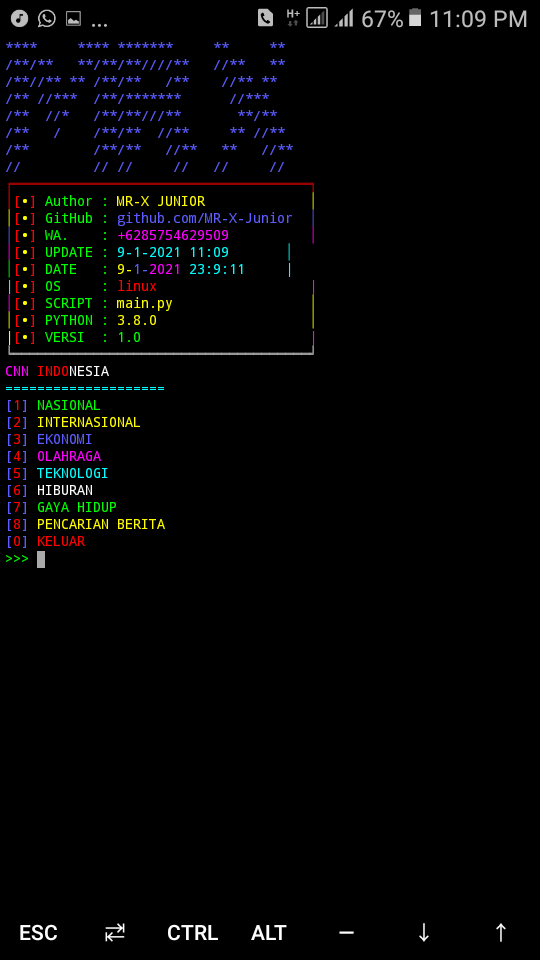 ... H+ 67% 11:09 PM
****     **** *******     **     **
/**/**   **/**/**////**   //**   **
/**//** ** /**/**   /**    //** **
/** //***  /**/*******      //***
/**  //*   /**/**///**       **/**
/**   /    /**/**  //**     ** //**
/**        /**/**   //**   **   //**
//         // //     //   //     //
[•] Author : MR-X JUNIOR
[•] GitHub : github.com/MR-X-Junior
[•] WA.    : +6285754629509
[•] UPDATE : 9-1-2021 11:09
[•] DATE   : 9-1-2021 23:9:11
[•] OS     : linux
[•] SCRIPT : main.py
[•] PYTHON : 3.8.0
[•] VERSI  : 1.0
CNN INDONESIA
====================
[1] NASIONAL
[2] INTERNASIONAL
[3] EKONOMI
[4] OLAHRAGA
[5] TEKNOLOGI
[6] HIBURAN
[7] GAYA HIDUP
[8] PENCARIAN BERITA
[0] KELUAR
>>>
ESC ⇄ CTRL ALT — ↓ ↑